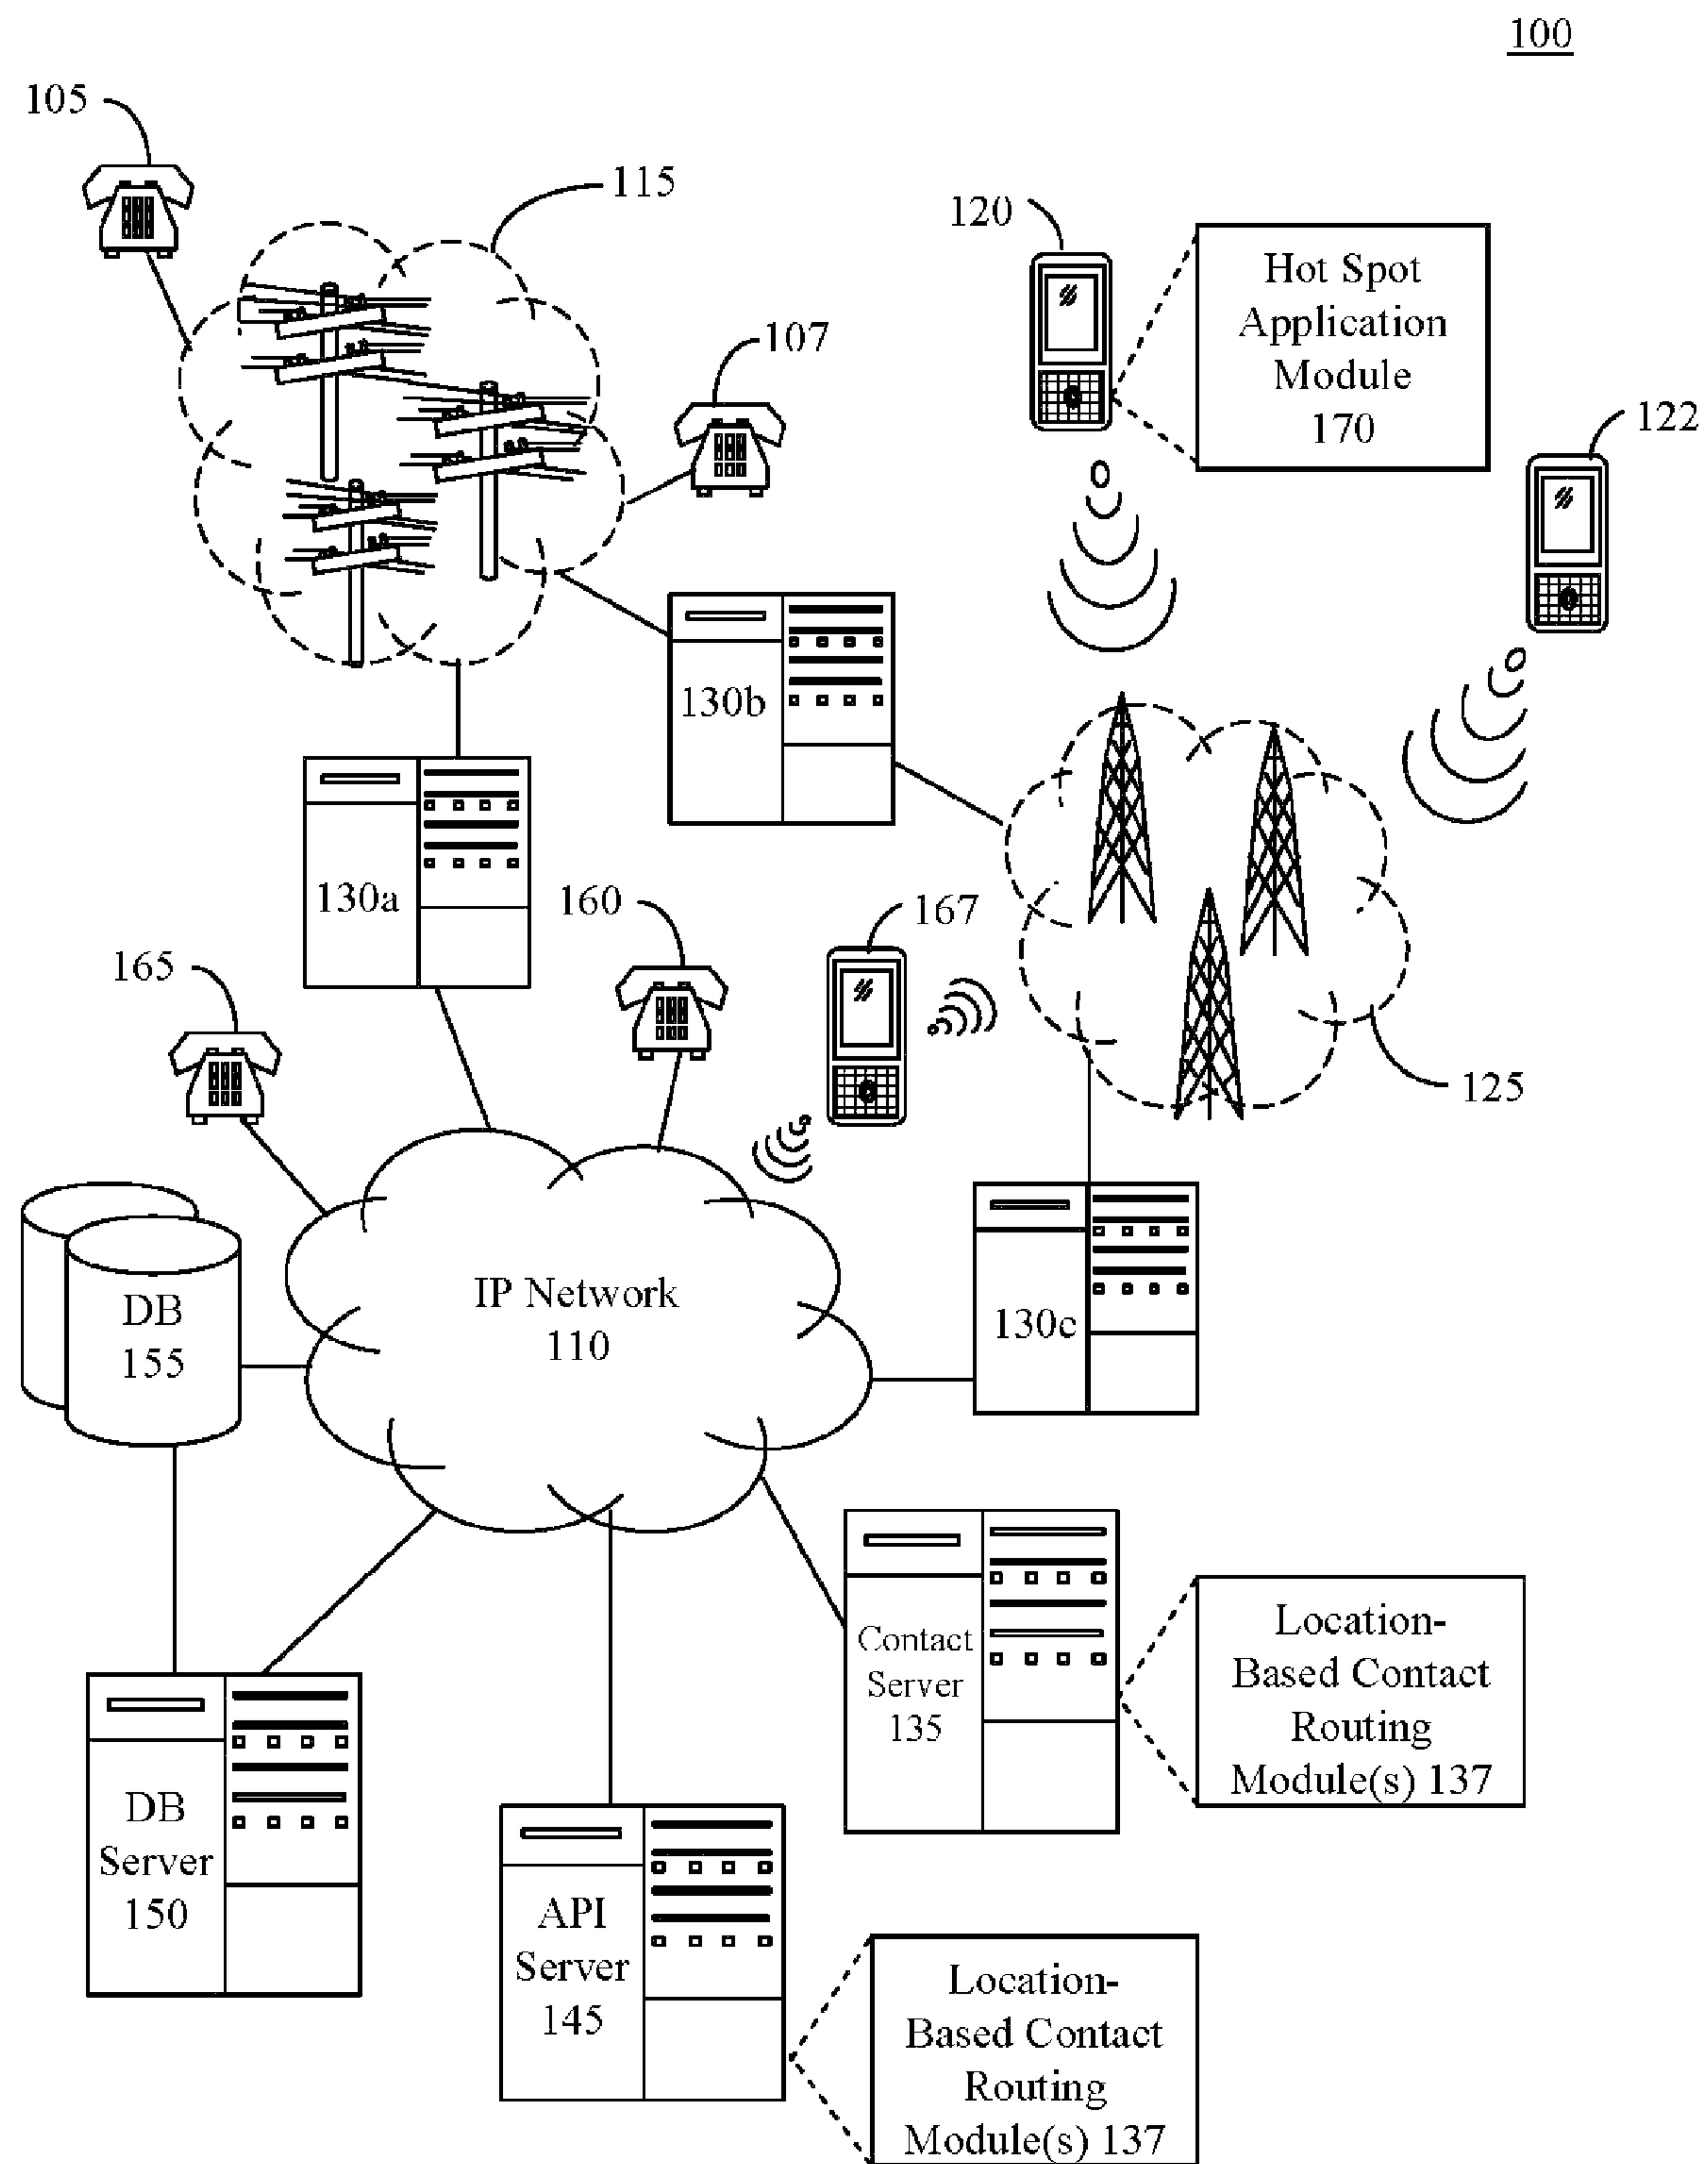 100
105
115
120
Hot Spot
Application
Module
170
107
122
130b
130a
160
167
165
125
IP Network
110
DB
155
130c
Contact
Server
135
Location-
Based Contact
Routing
Module(s) 137
DB
Server
150
API
Server
145
Location-
Based Contact
Routing
Module(s) 137